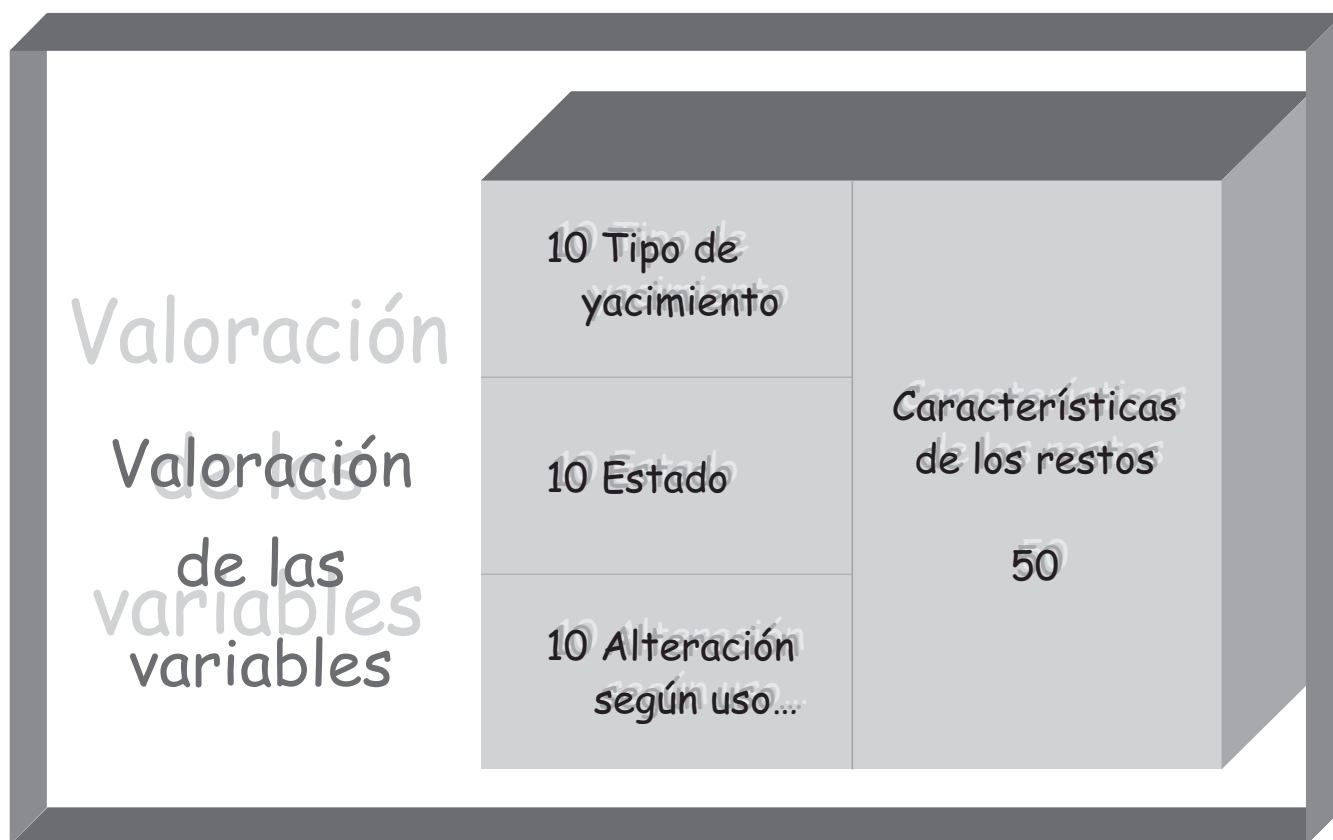 Valoración
de las
variables
10 Tipo de
yacimiento
10 Estado
10 Alteración
según uso...
Características
de los restos
50